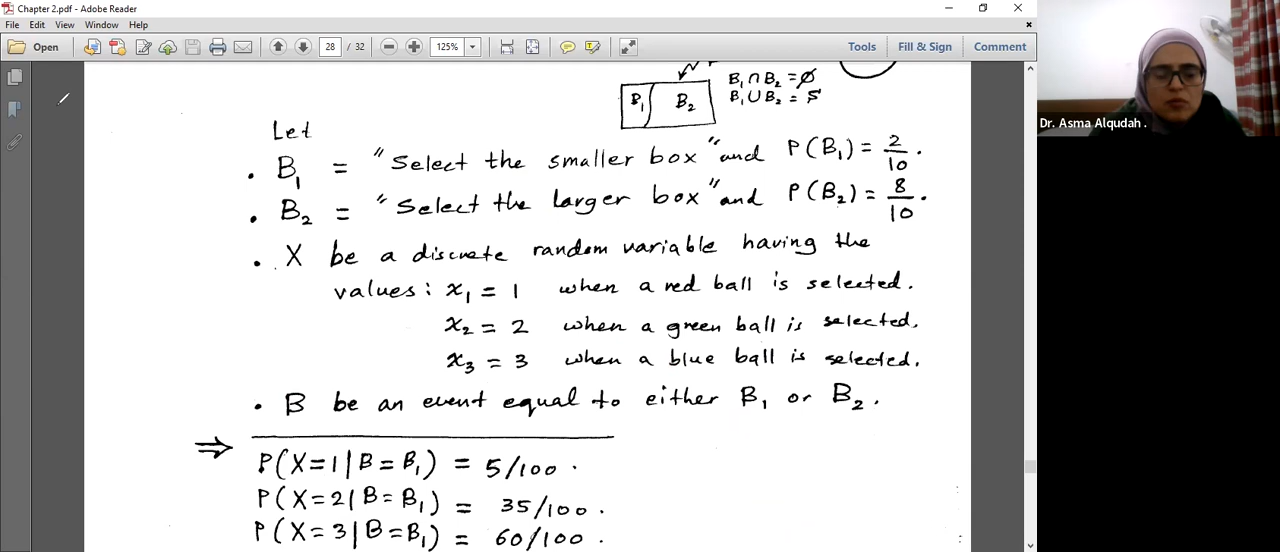 Chapter 2.pdf - Adobe Reader
File Edit View Window Help
Open 28 / 32 125% Tools Fill & Sign Comment
B₁ B₂
B₁ ∩ B₂ = ∅
B₁ ∪ B₂ = S
Let
. B₁ = "Select the smaller box" and P(B₁) = 2/10 .
. B₂ = "Select the larger box" and P(B₂) = 8/10 .
. X be a discrete random variable having the
values : x₁ = 1 when a red ball is selected.
x₂ = 2 when a green ball is selected.
x₃ = 3 when a blue ball is selected.
. B be an event equal to either B₁ or B₂ .
⇒ P(X=1|B=B₁) = 5/100 .
P(X=2|B=B₁) = 35/100 .
P(X=3|B=B₁) = 60/100 .
Dr. Asma Alqudah .